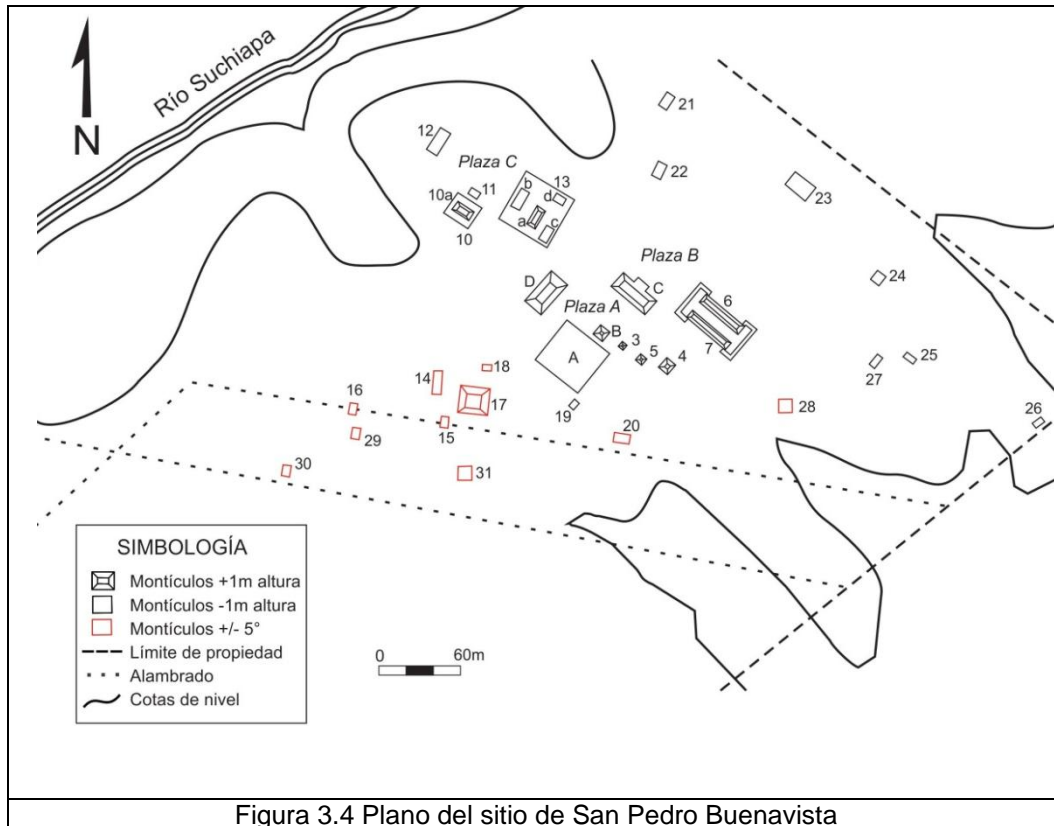 Río Suchiapa
N
21
12
Plaza C
22
10a
11
13
b
d
a
c
10
23
Plaza B
D
C
24
6
Plaza A
B
3
7
A
5
4
25
27
18
14
17
16
19
28
26
15
29
20
30
31
SIMBOLOGÍA
Montículos +1m altura
Montículos -1m altura
Montículos +/- 5°
Límite de propiedad
Alambrado
Cotas de nivel
0 60m
Figura 3.4 Plano del sitio de San Pedro Buenavista